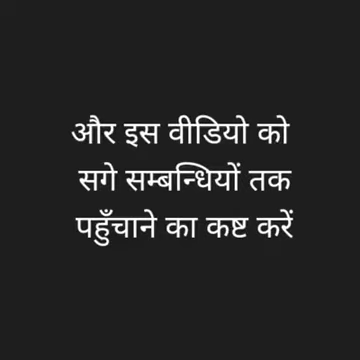 और इस वीडियो को
सगे सम्बन्धियों तक
पहुँचाने का कष्ट करें